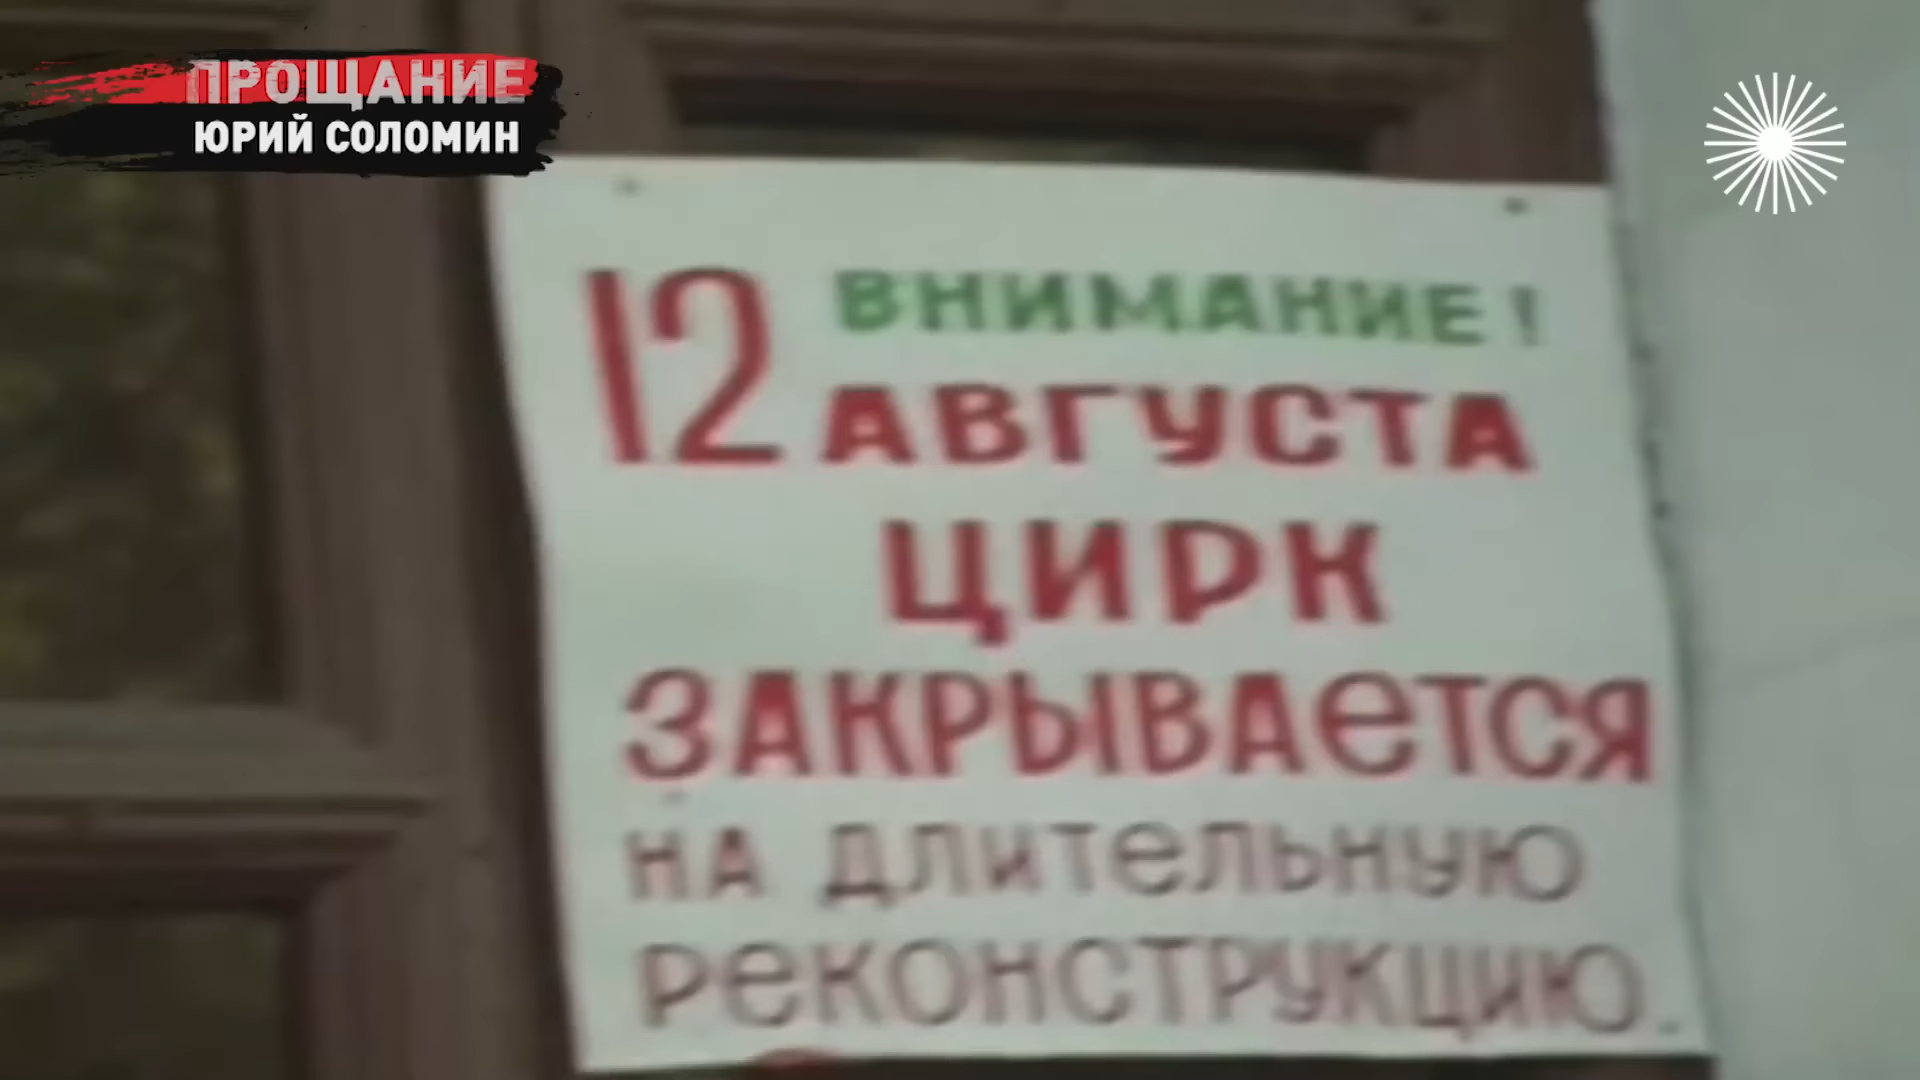 ПРОЩАНИЕ
ЮРИЙ СОЛОМИН
ВНИМАНИЕ!
12 АВГУСТА
ЦИРК
ЗАКРЫВАеТСЯ
НА ДЛИТеЛЬНУЮ
РеКОНСТРУКЦИЮ.